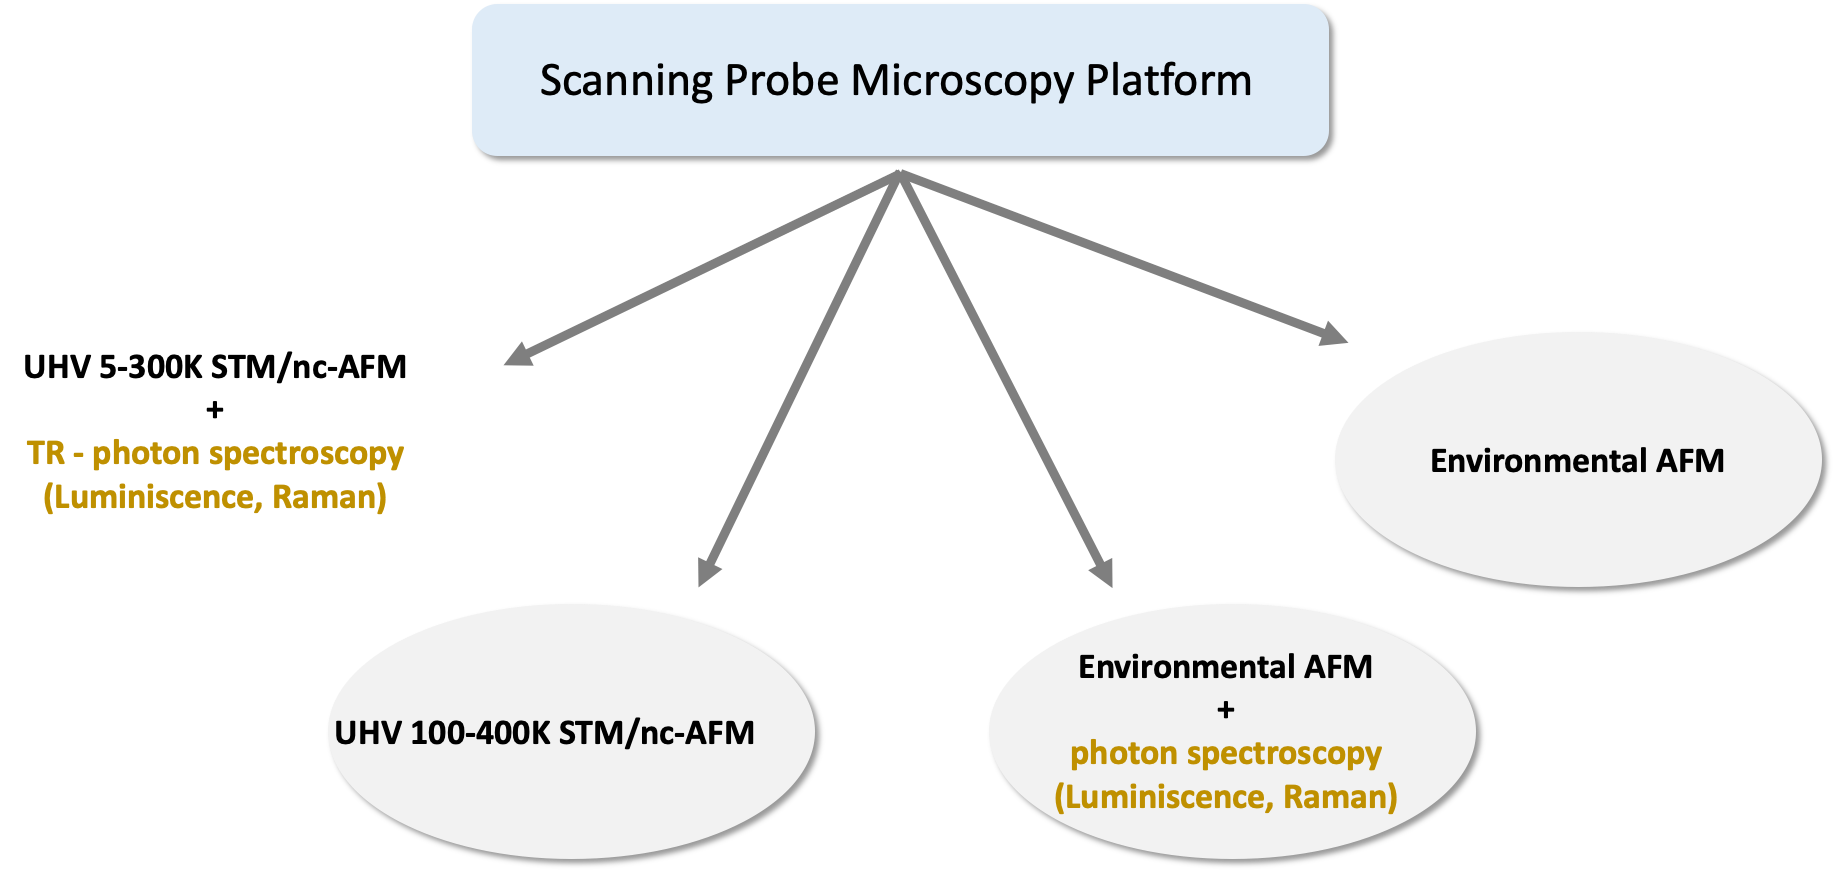 Scanning Probe Microscopy Platform
UHV 5-300K STM/nc-AFM
+
TR - photon spectroscopy
(Luminiscence, Raman)
UHV 100-400K STM/nc-AFM
Environmental AFM
+
photon spectroscopy
(Luminiscence, Raman)
Environmental AFM